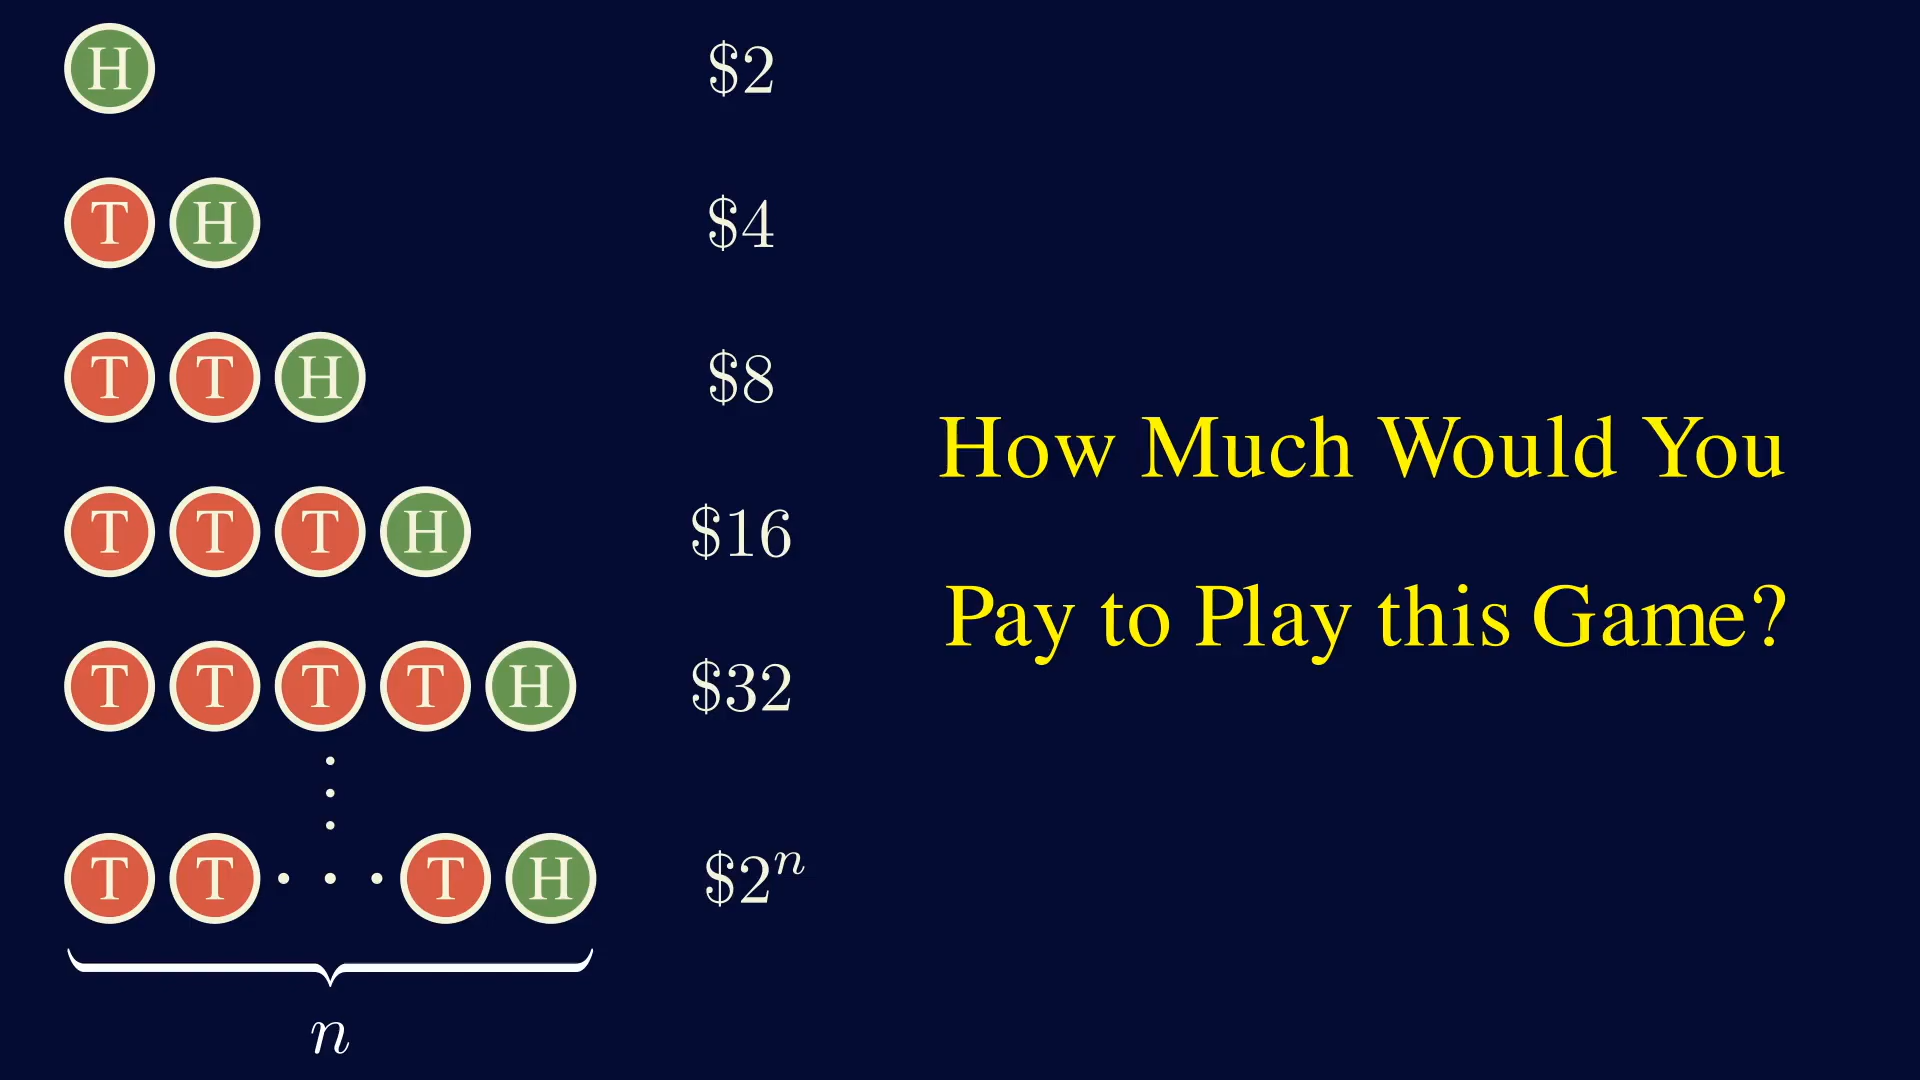 H $2
T H $4
T T H $8
T T T H $16
How Much Would You
Pay to Play this Game?
T T T T H $32
T T . . . T H $2^n
n